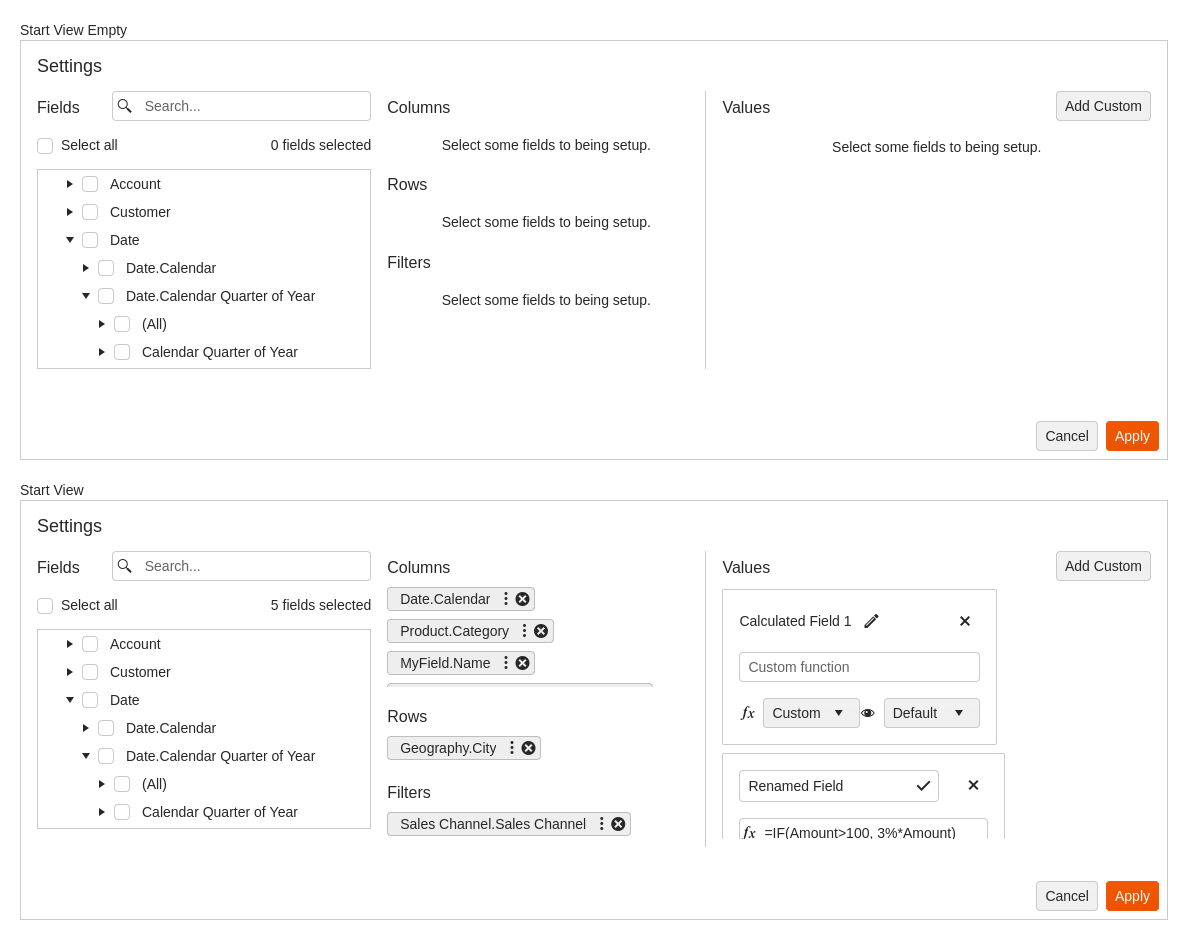 Start View Empty
Settings
Fields
Search...
Select all
0 fields selected
Account
Customer
Date
Date.Calendar
Date.Calendar Quarter of Year
(All)
Calendar Quarter of Year
Columns
Select some fields to being setup.
Rows
Select some fields to being setup.
Filters
Select some fields to being setup.
Values
Add Custom
Select some fields to being setup.
Cancel
Apply
Start View
Settings
Fields
Search...
Select all
5 fields selected
Account
Customer
Date
Date.Calendar
Date.Calendar Quarter of Year
(All)
Calendar Quarter of Year
Columns
Date.Calendar
Product.Category
MyField.Name
Rows
Geography.City
Filters
Sales Channel.Sales Channel
Values
Add Custom
Calculated Field 1
Custom function
fx Custom Default
Renamed Field
fx =IF(Amount>100, 3%*Amount)
Cancel
Apply